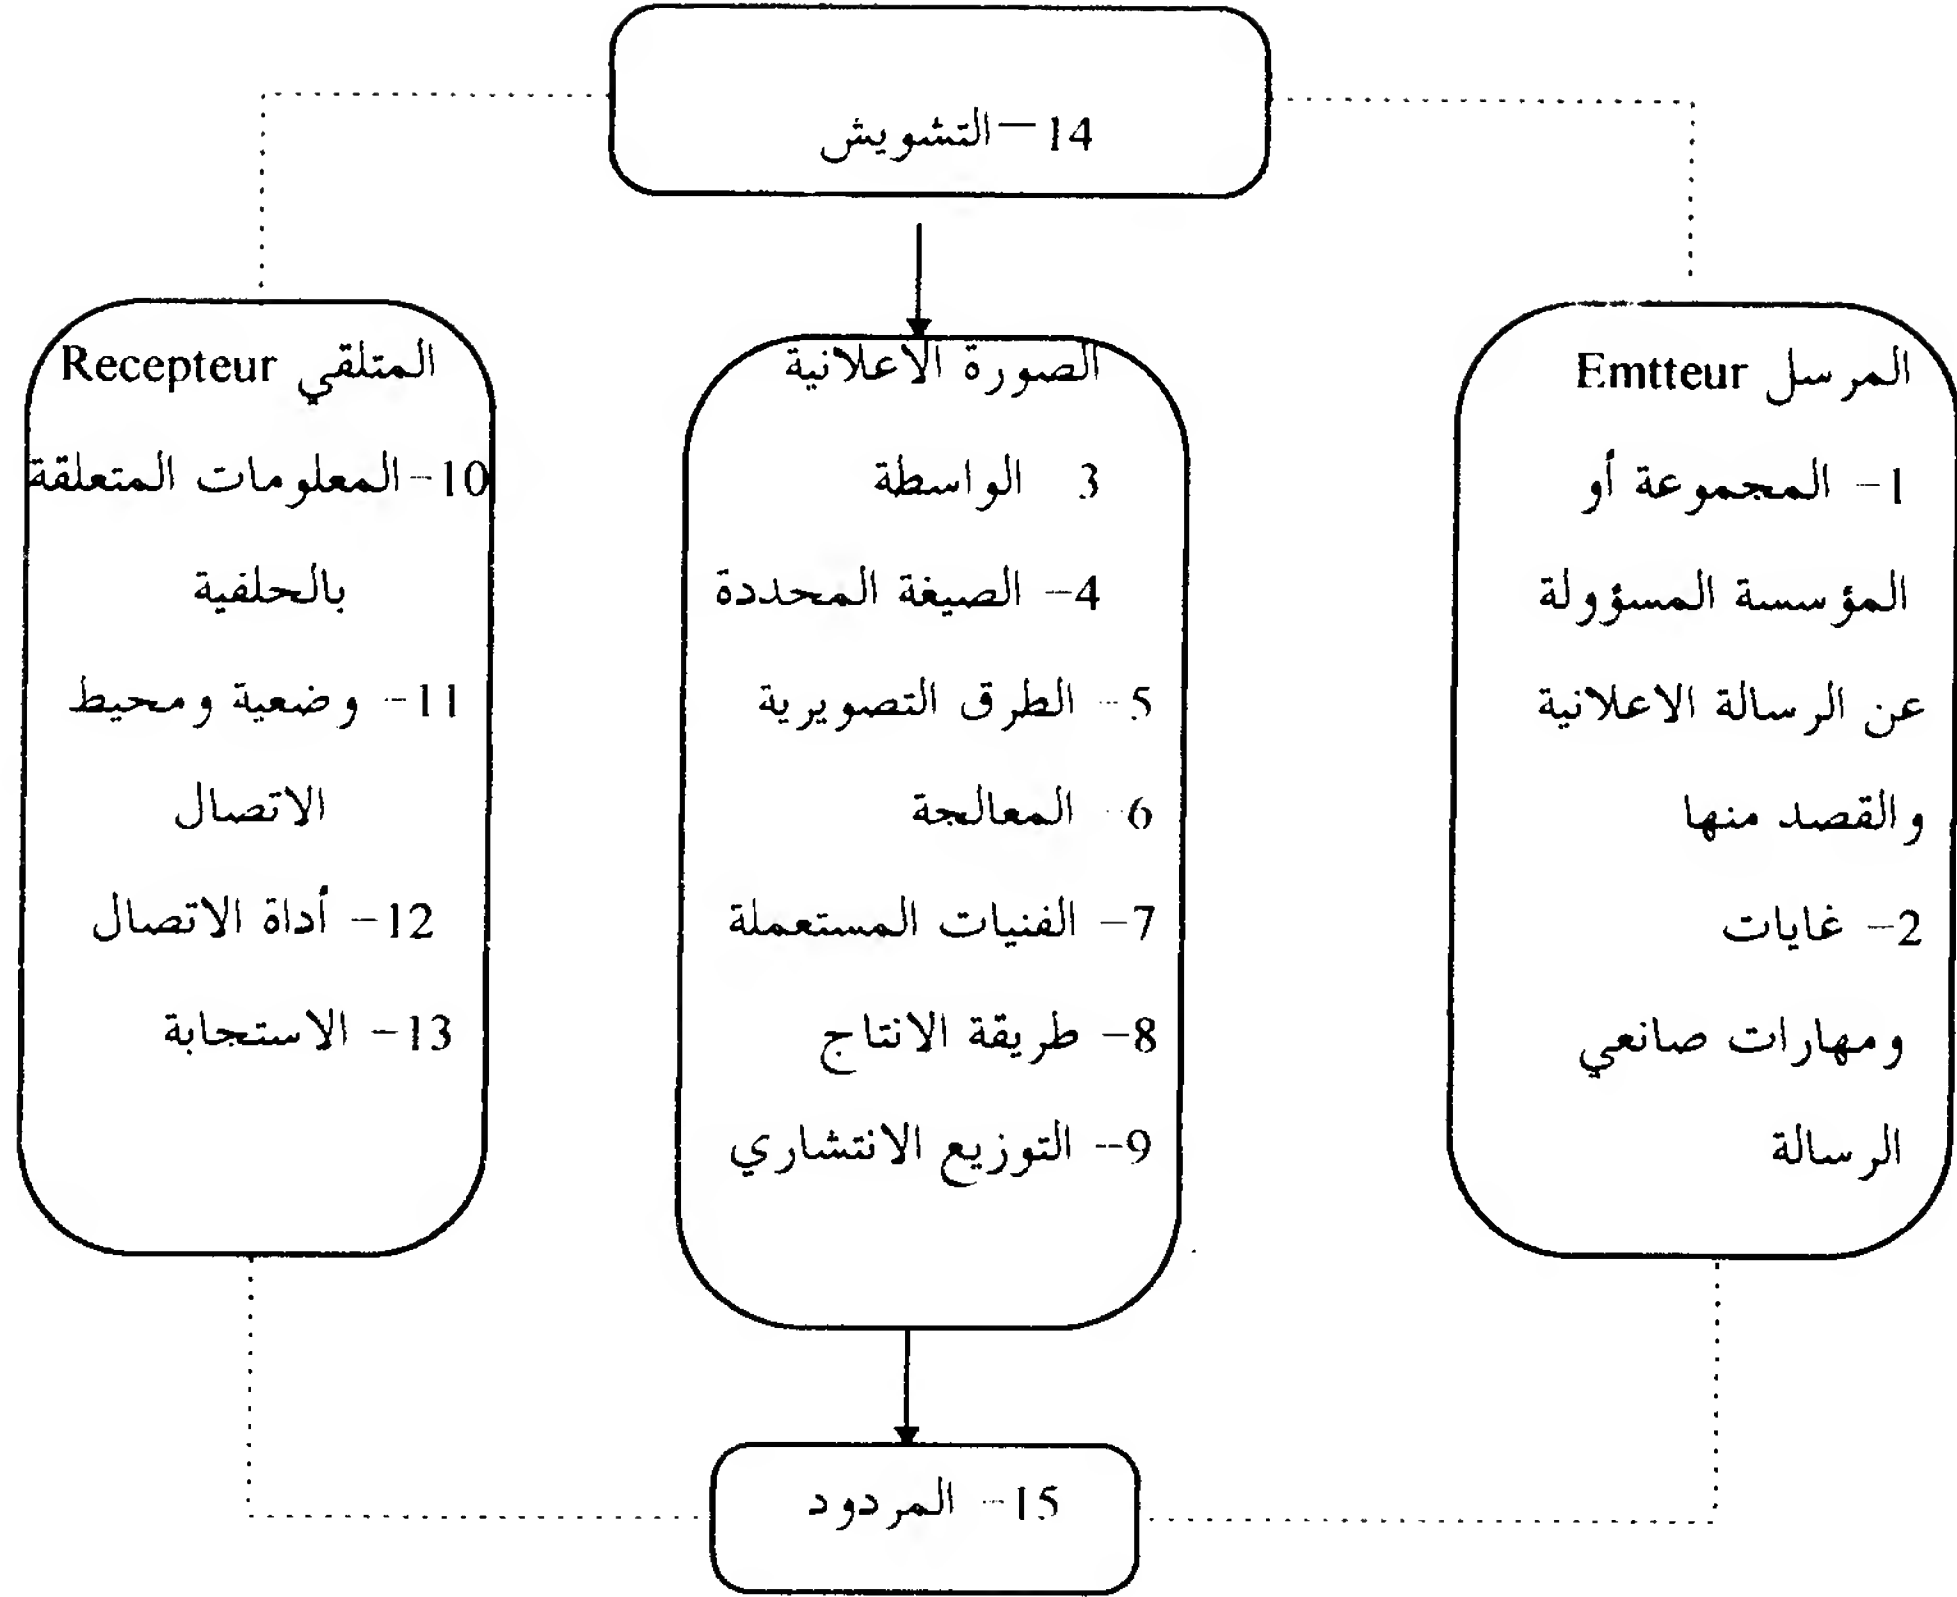 14- التشويش
المرسل Emtteur
1- المجموعة أو
المؤسسة المسؤولة
عن الرسالة الاعلانية
والقصد منها
2- غايات
ومهارات صانعي
الرسالة
الصورة الاعلانية
3 الواسطة
4- الصيغة المحددة
5- الطرق التصويرية
6- المعالجة
7- الفنيات المستعملة
8- طريقة الانتاج
9- التوزيع الانتشاري
المتلقي Recepteur
10- المعلومات المتعلقة
بالحلفية
11- وضعية ومحيط
الاتصال
12- أداة الاتصال
13- الاستجابة
15- المردود